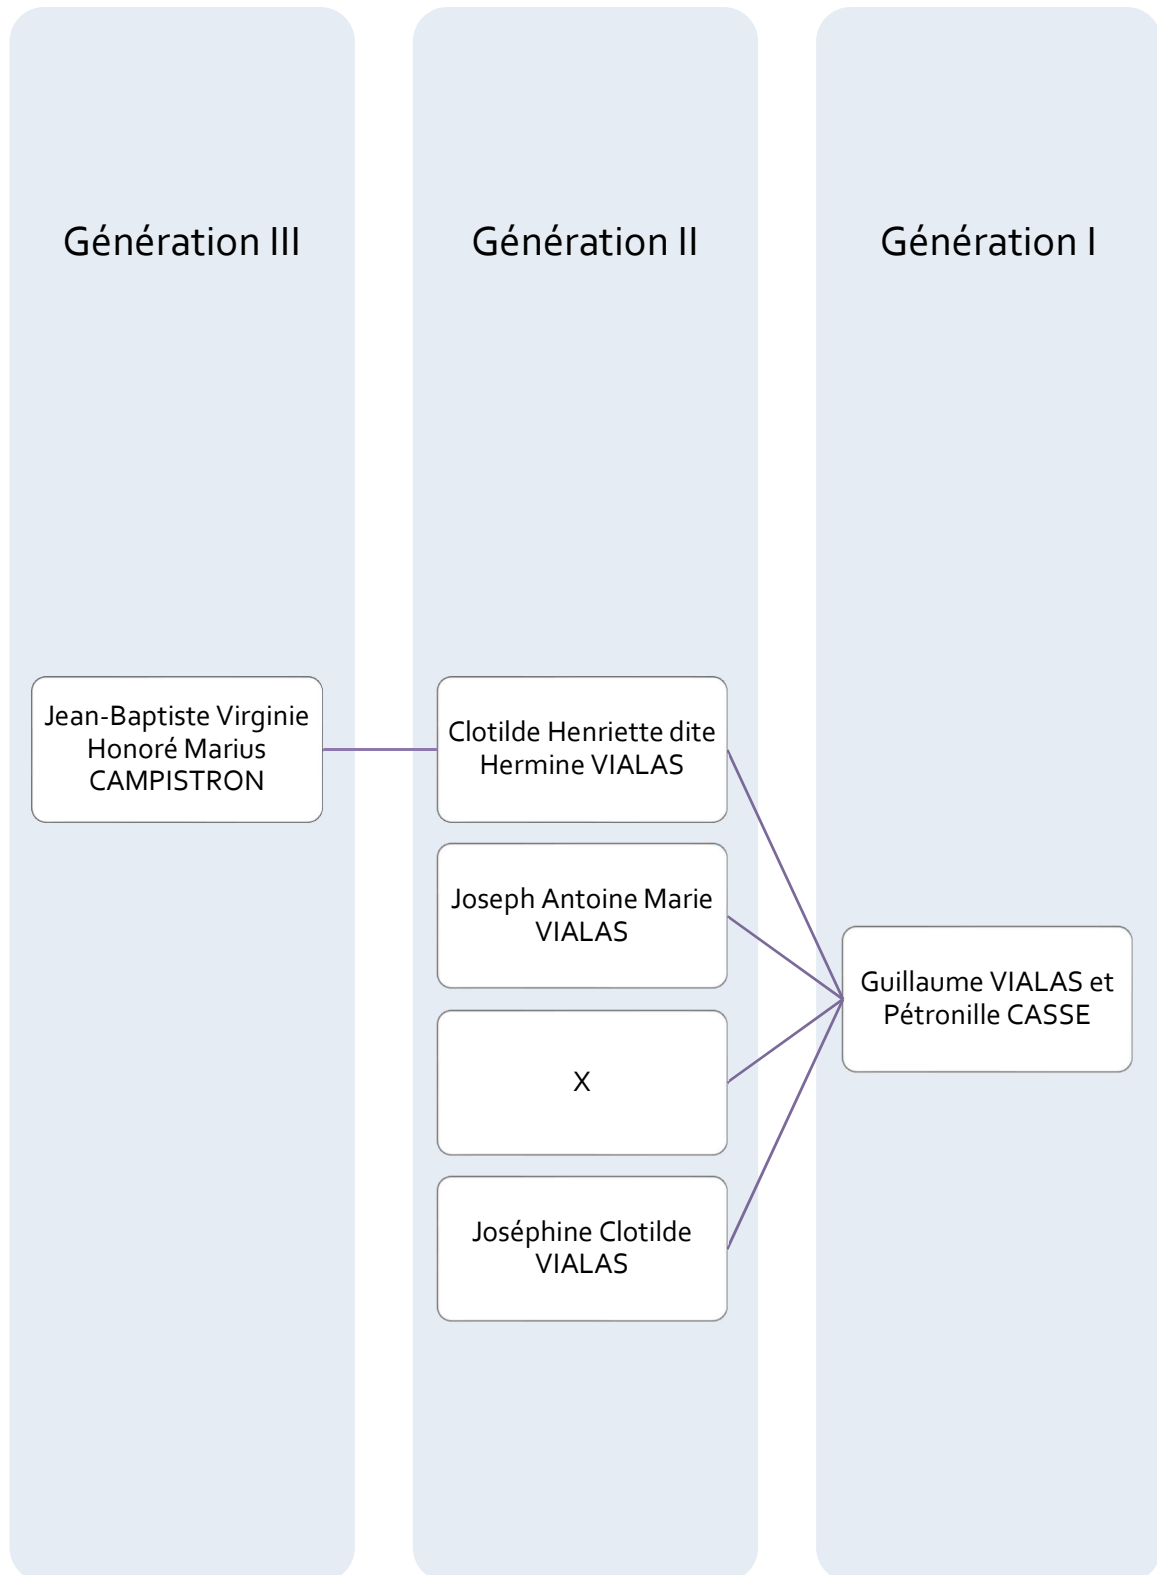 Génération III
Génération II
Génération I
Jean-Baptiste Virginie
Honoré Marius
CAMPISTRON
Clotilde Henriette dite
Hermine VIALAS
Joseph Antoine Marie
VIALAS
X
Joséphine Clotilde
VIALAS
Guillaume VIALAS et
Pétronille CASSE